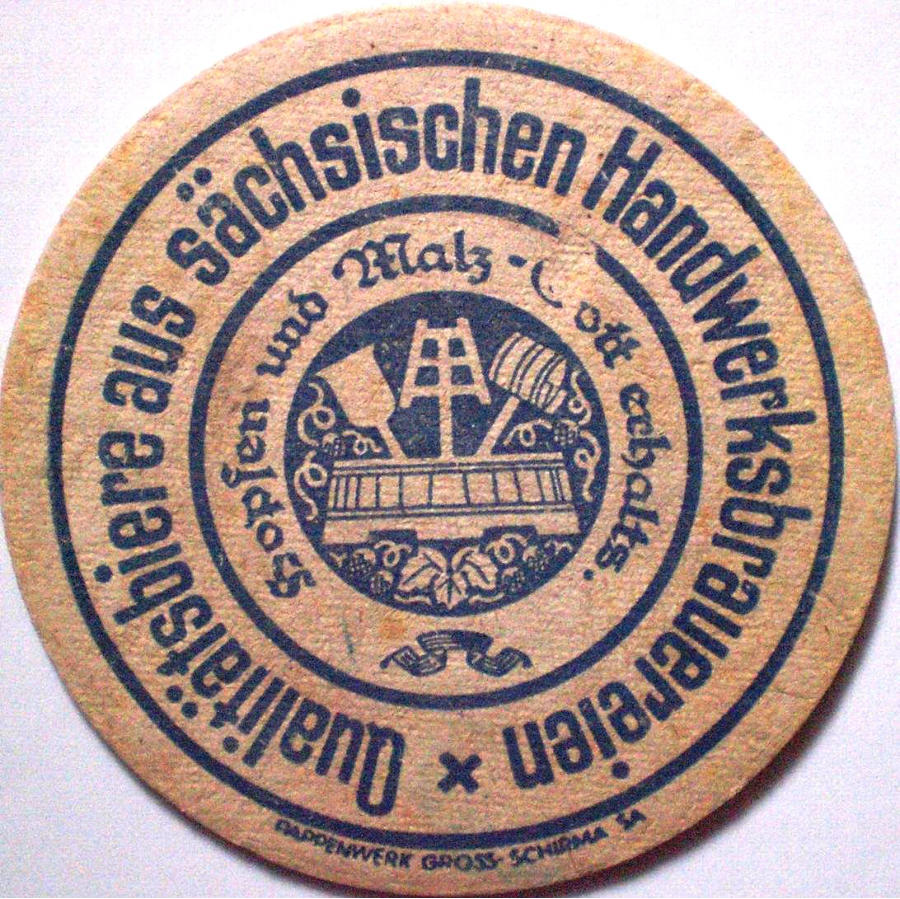 Qualitätsbiere aus sächsischen Handwerksbrauereien
Hopfen und Malz - Gott erhalts.
PAPPENWERK GROSS-SCHIRMA SA